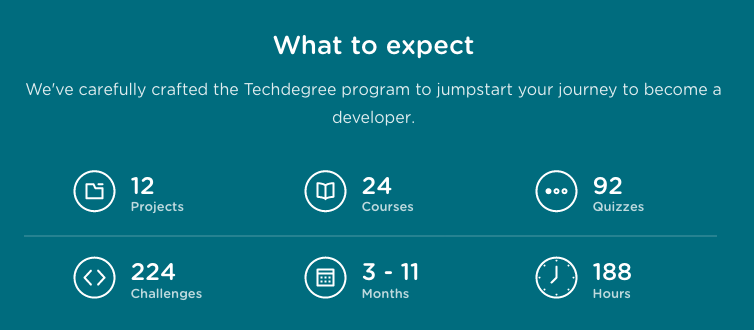 What to expect
We've carefully crafted the Techdegree program to jumpstart your journey to become a
developer.
12
Projects
24
Courses
92
Quizzes
224
Challenges
3 - 11
Months
188
Hours